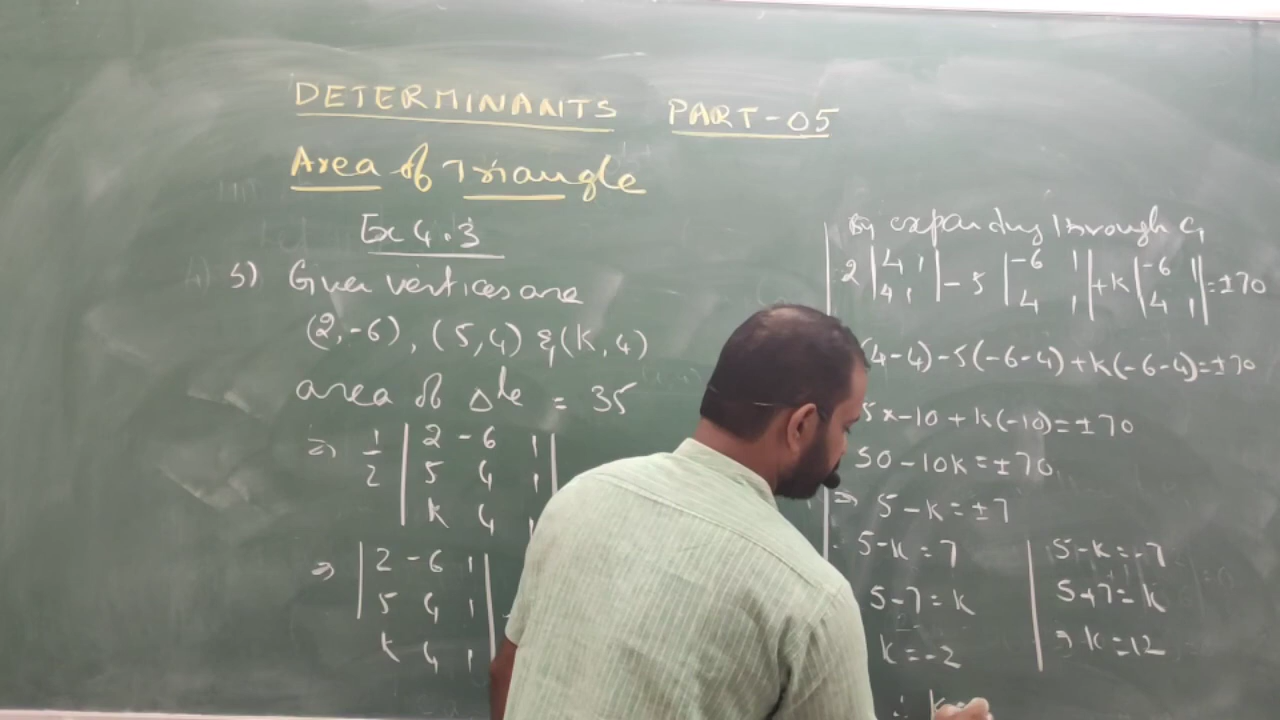 DETERMINANTS PART-05
Area of Triangle
Ex 4.3
5) Given vertices are
(2,-6), (5,4) & (K,4)
area of Δle = 35
⇒ 1/2 | 2 -6 1
5 4 1
K 4 1
⇒ | 2 -6 1 |
5 4 1
k 4 1
By expanding through C1
2 | 4 1 | - 5 | -6 1 | + K | -6 1 | = ±70
4 1 4 1 4 1
(4-4) - 5(-6-4) + k(-6-4) = ±70
5x-10 + k(-10) = ±70
50 - 10k = ±70
⇒ 5 - k = ±7
5-k = 7
5-7 = k
k = -2
5-k = -7
5+7 = k
⇒ k = 12
∴ k